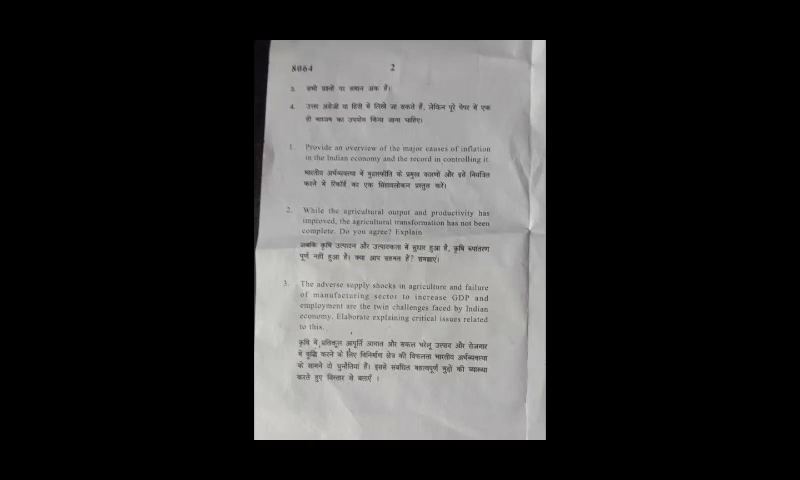 8064
2
3. सभी प्रश्नों पर समान अंक हैं।
4. उत्तर अंग्रेजी या हिंदी में लिखे जा सकते हैं, लेकिन पूरे पेपर में एक
ही माध्यम का उपयोग किया जाना चाहिए।
1. Provide an overview of the major causes of inflation
in the Indian economy and the record in controlling it.
भारतीय अर्थव्यवस्था में मुद्रास्फीति के प्रमुख कारणों और इसे नियंत्रित
करने में रिकॉर्ड का एक सिंहावलोकन प्रस्तुत करें।
2. While the agricultural output and productivity has
improved, the agricultural transformation has not been
complete. Do you agree? Explain
जबकि कृषि उत्पादन और उत्पादकता में सुधार हुआ है, कृषि रूपांतरण
पूर्ण नहीं हुआ है। क्या आप सहमत हैं? समझाएं।
3. The adverse supply shocks in agriculture and failure
of manufacturing sector to increase GDP and
employment are the twin challenges faced by Indian
economy. Elaborate explaining critical issues related
to this.
कृषि में प्रतिकूल आपूर्ति आघात और सकल घरेलू उत्पाद और रोजगार
में वृद्धि करने के लिए विनिर्माण क्षेत्र की विफलता भारतीय अर्थव्यवस्था
के सामने दो चुनौतियां हैं। इससे संबंधित महत्वपूर्ण मुद्दों की व्याख्या
करते हुए विस्तार से बताएँ ।